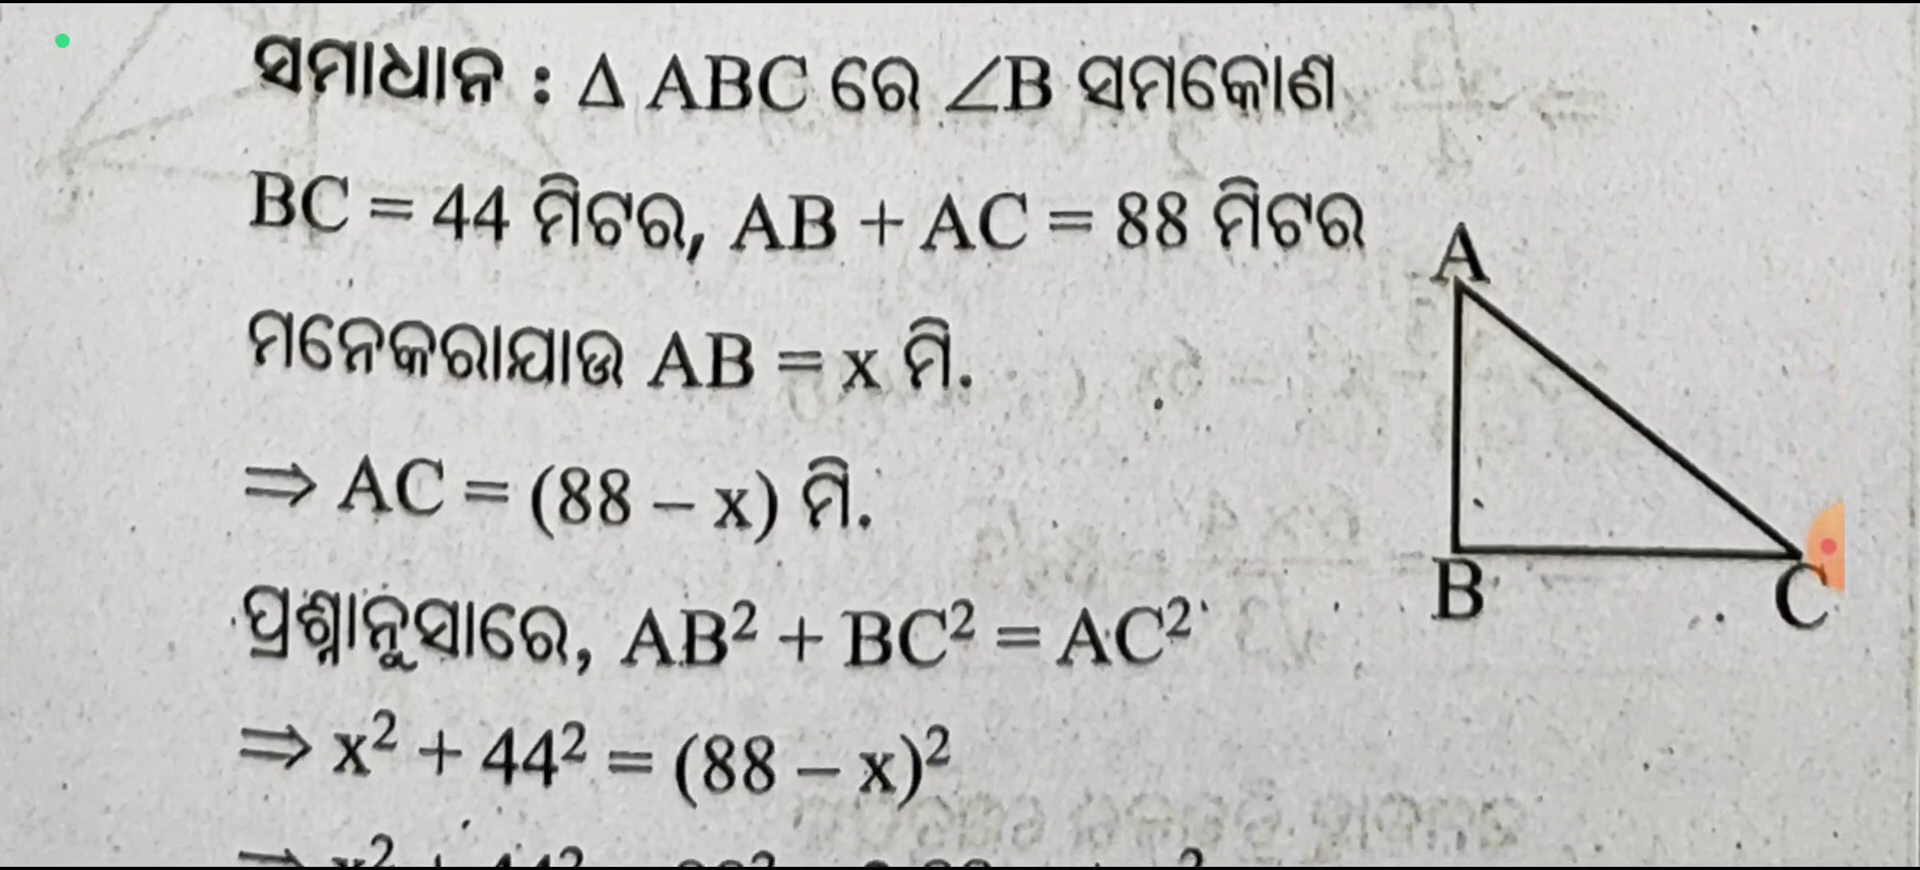 ସମାଧାନ : Δ ABC ରେ ∠B ସମକୋଣ
BC = 44 ମିଟର, AB + AC = 88 ମିଟର
ମନେକରାଯାଉ AB = x ମି.
⇒ AC = (88 – x) ମି.
ପ୍ରଶ୍ନାନୁସାରେ, AB² + BC² = AC²
⇒ x² + 44² = (88 – x)²
A
B
C